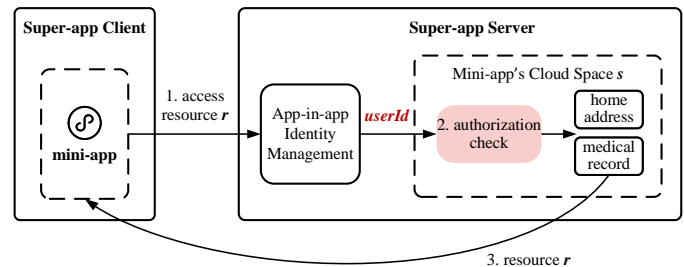 Super-app Client
mini-app
1. access
resource r
Super-app Server
App-in-app
Identity
Management
userId
Mini-app's Cloud Space s
2. authorization
check
home
address
medical
record
3. resource r